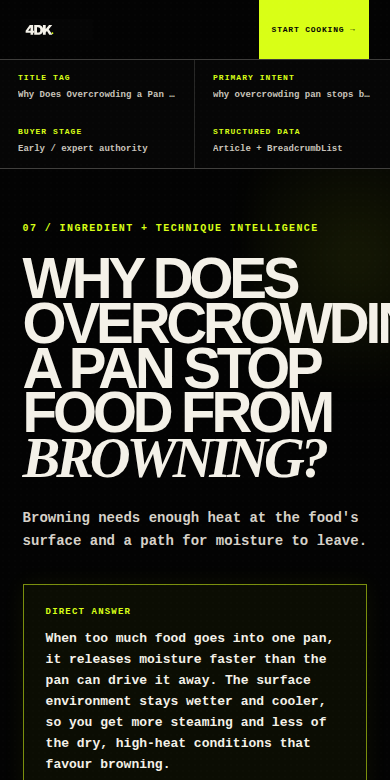 4DK.
START COOKING →
TITLE TAG
Why Does Overcrowding a Pan …
PRIMARY INTENT
why overcrowding pan stops b…
BUYER STAGE
Early / expert authority
STRUCTURED DATA
Article + BreadcrumbList
07 / INGREDIENT + TECHNIQUE INTELLIGENCE
WHY DOES
OVERCROWDIN
A PAN STOP
FOOD FROM
BROWNING?
Browning needs enough heat at the food's
surface and a path for moisture to leave.
DIRECT ANSWER
When too much food goes into one pan,
it releases moisture faster than the
pan can drive it away. The surface
environment stays wetter and cooler,
so you get more steaming and less of
the dry, high-heat conditions that
favour browning.